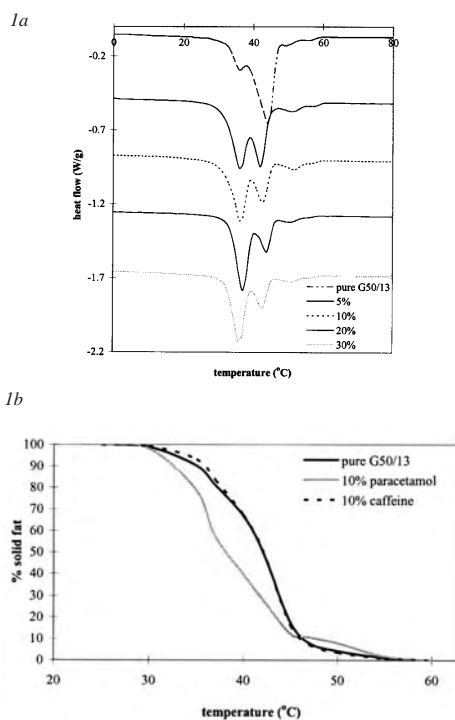 1a
0 20 40 60 80
-0.2
-0.7
-1.2
-1.7
-2.2
heat flow (W/g)
pure G50/13
5%
10%
20%
30%
temperature (°C)
1b
100
90
80
70
60
50
40
30
20
10
0
% solid fat
pure G50/13
10% paracetamol
10% caffeine
20 30 40 50 60
temperature (°C)